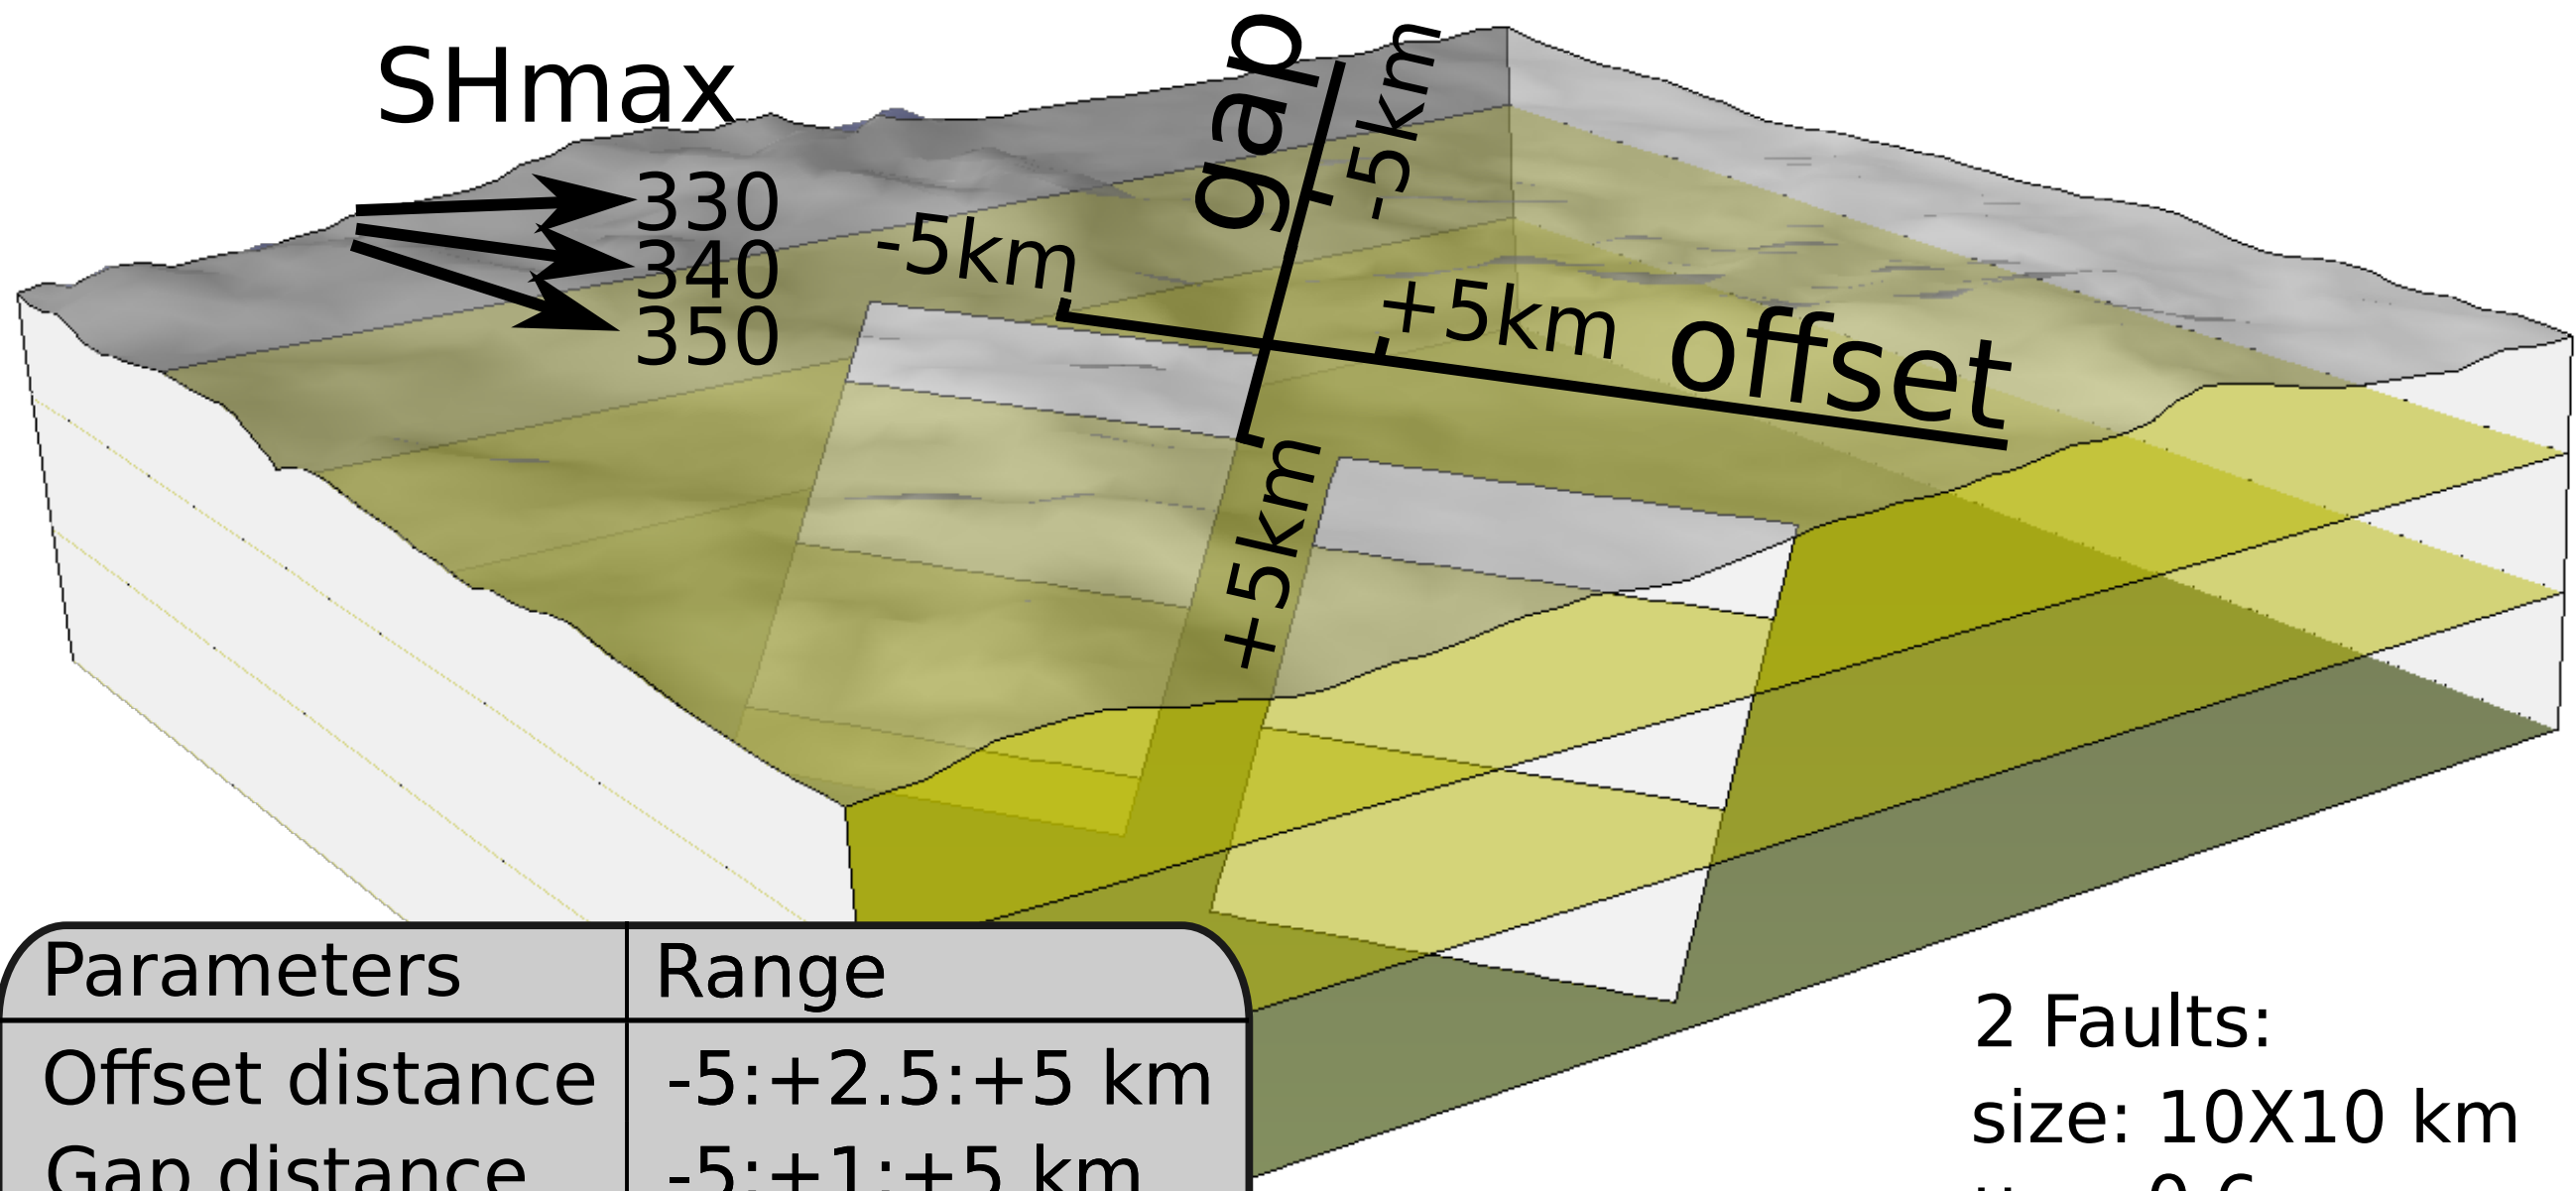 SHmax
330
340
350
gap
-5km
-5km
+5km
offset
+5km
Parameters Range
Offset distance -5:+2.5:+5 km
Gap distance -5:+1:+5 km
2 Faults:
size: 10X10 km